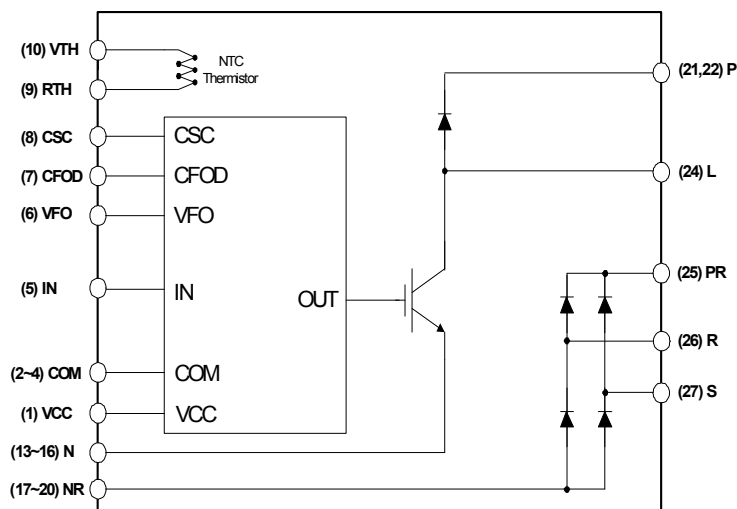 (10) VTH
NTC
Thermistor
(9) RTH
(21,22) P
(8) CSC
CSC
(7) CFOD
CFOD
(24) L
(6) VFO
VFO
(25) PR
(5) IN
IN
OUT
(26) R
(2~4) COM
COM
(27) S
(1) VCC
VCC
(13~16) N
(17~20) NR